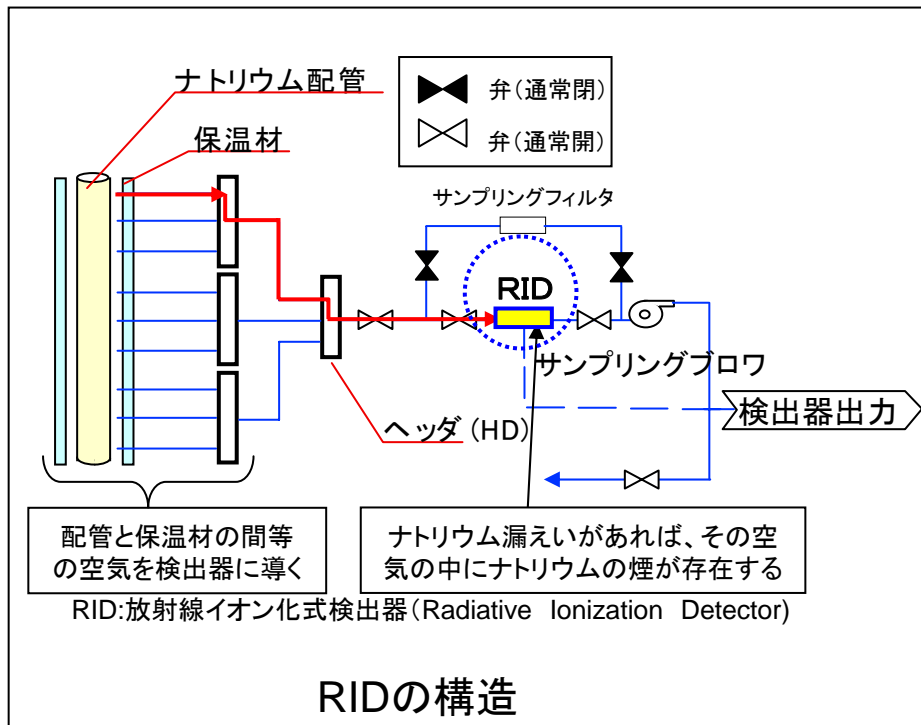 ナトリウム配管
保温材
弁(通常閉)
弁(通常開)
サンプリングフィルタ
RID
サンプリングブロワ
検出器出力
ヘッダ(HD)
配管と保温材の間等
の空気を検出器に導く
ナトリウム漏えいがあれば、その空
気の中にナトリウムの煙が存在する
RID:放射線イオン化式検出器(Radiative Ionization Detector)
RIDの構造